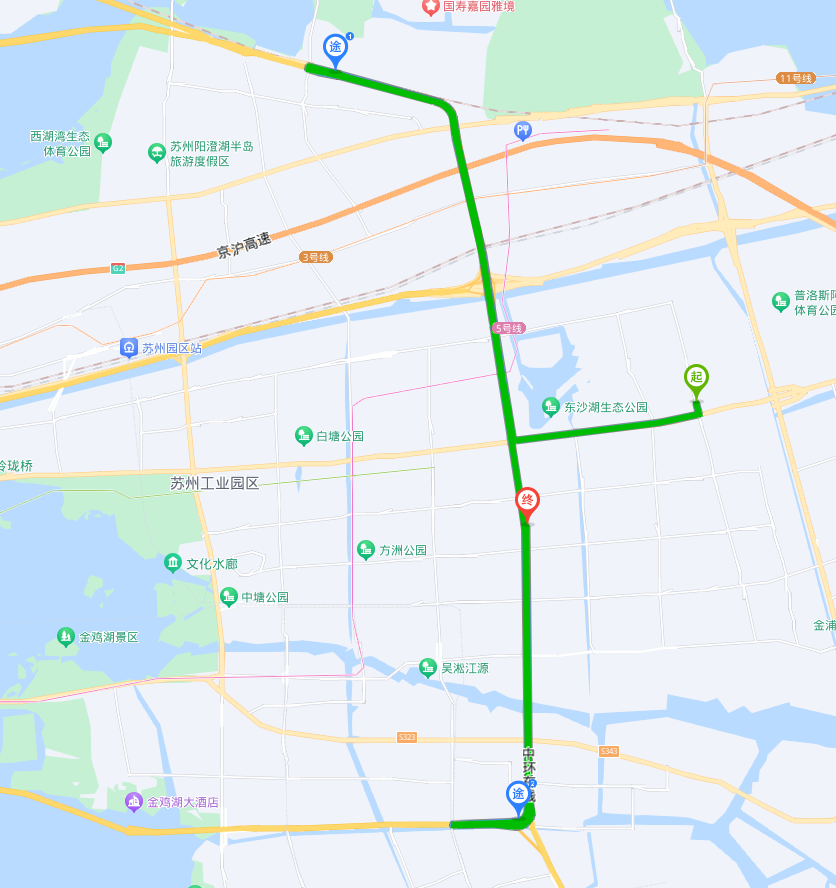 国寿嘉园雅境
途
1
11号线
西湖湾生态
体育公园
苏州阳澄湖半岛
旅游度假区
P
京沪高速
3号线
G2
普洛斯阳
体育公园
5号线
苏州园区站
起
东沙湖生态公园
白塘公园
玲珑桥
苏州工业园区
终
文化水廊
方洲公园
中塘公园
金浦
金鸡湖景区
吴淞江源
S323
S343
中环东线
2
途
金鸡湖大酒店